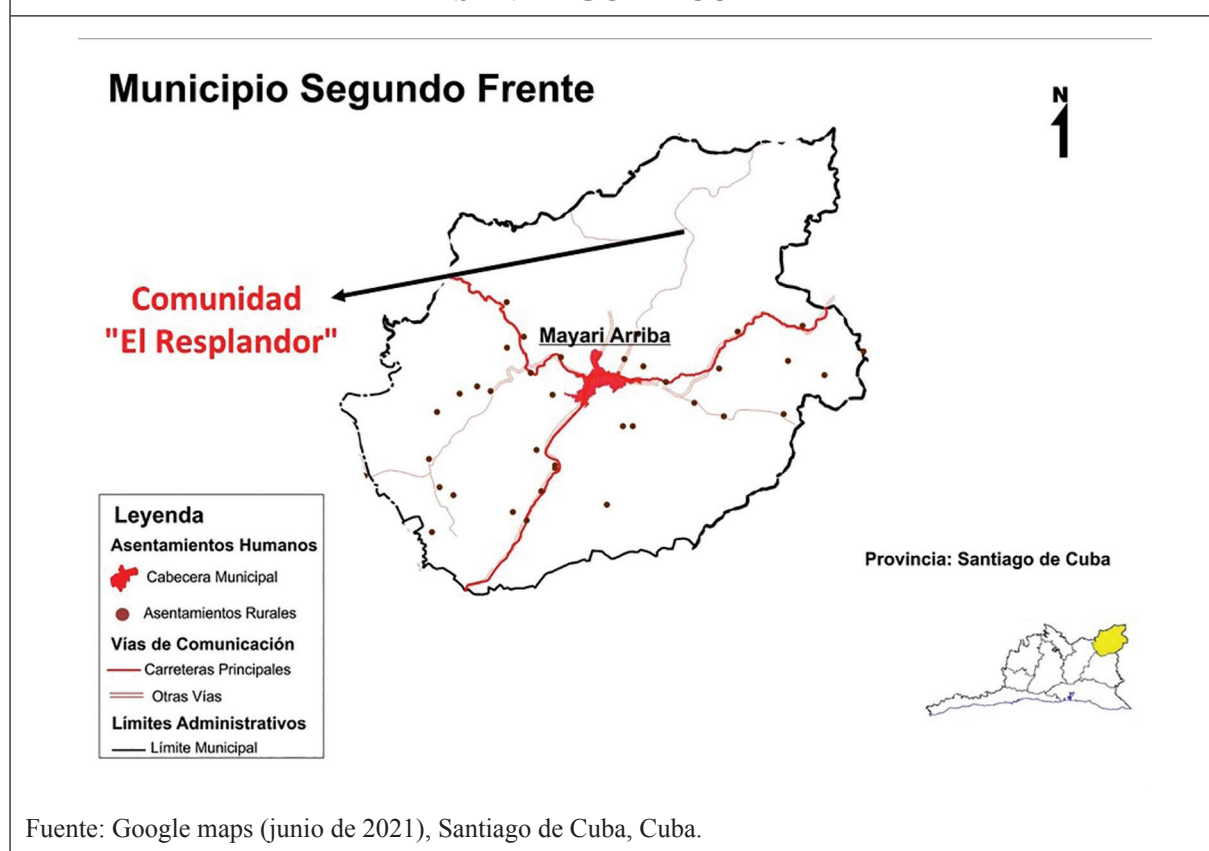 Municipio Segundo Frente
N
Comunidad
"El Resplandor"
Mayari Arriba
Leyenda
Asentamientos Humanos
Cabecera Municipal
Asentamientos Rurales
Vías de Comunicación
Carreteras Principales
Otras Vías
Límites Administrativos
Límite Municipal
Provincia: Santiago de Cuba
Fuente: Google maps (junio de 2021), Santiago de Cuba, Cuba.